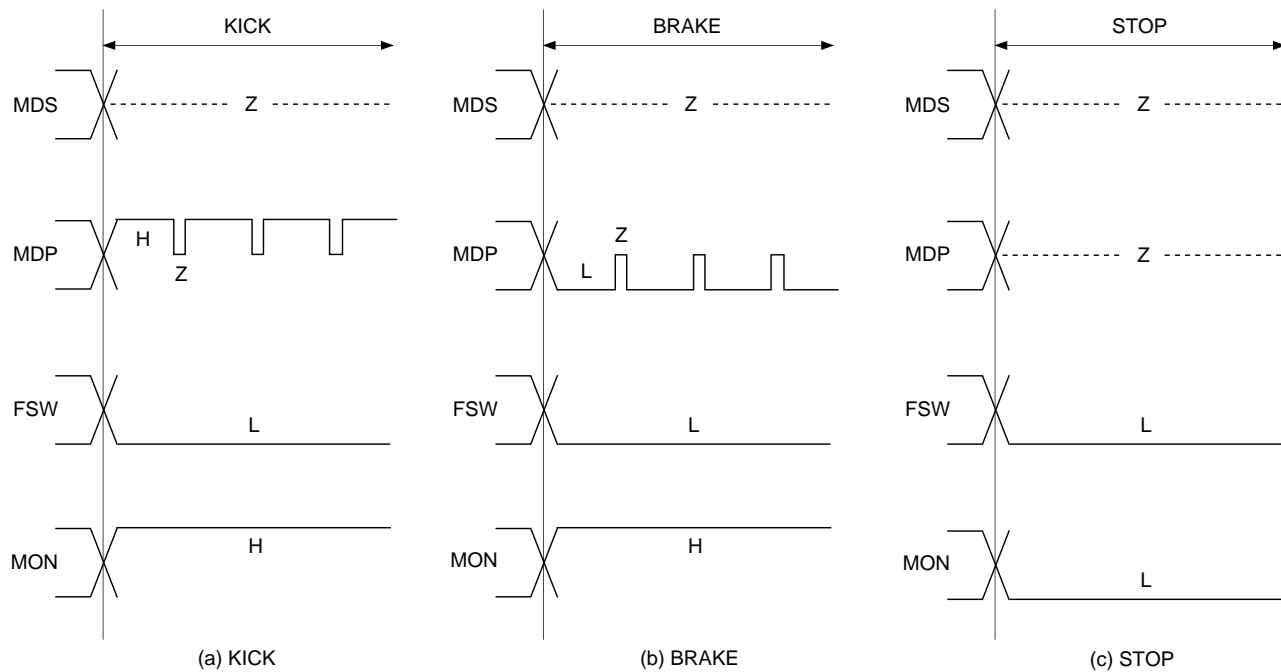 KICK
MDS
Z
MDP
H
Z
FSW
L
MON
H
(a) KICK
BRAKE
MDS
Z
MDP
Z
L
FSW
L
MON
H
(b) BRAKE
STOP
MDS
Z
MDP
Z
FSW
L
MON
L
(c) STOP